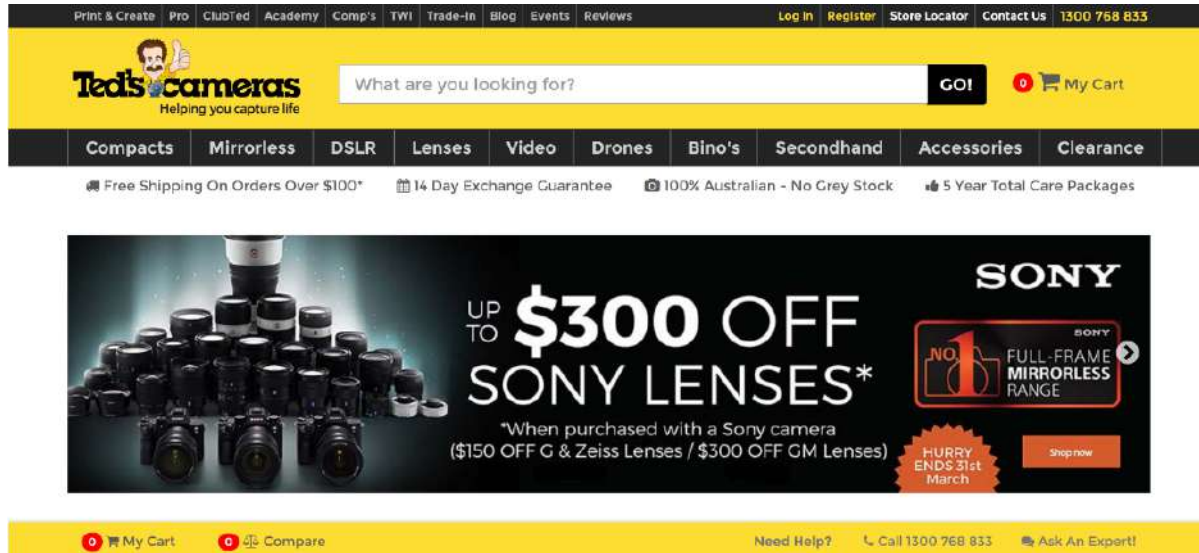 Print & Create Pro ClubTed Academy Comp's TWI Trade-In Blog Events Reviews Log In Register Store Locator Contact Us 1300 768 833
Ted's cameras
Helping you capture life
What are you looking for? GO! 0 My Cart
Compacts Mirrorless DSLR Lenses Video Drones Bino's Secondhand Accessories Clearance
Free Shipping On Orders Over $100* 14 Day Exchange Guarantee 100% Australian - No Grey Stock 5 Year Total Care Packages
SONY
UP TO $300 OFF
SONY LENSES*
*When purchased with a Sony camera
($150 OFF G & Zeiss Lenses / $300 OFF GM Lenses)
SONY
NO.1 FULL-FRAME
MIRRORLESS
RANGE
HURRY
ENDS 31st
March
Shop now
0 My Cart 0 Compare Need Help? Call 1300 768 833 Ask An Expert!